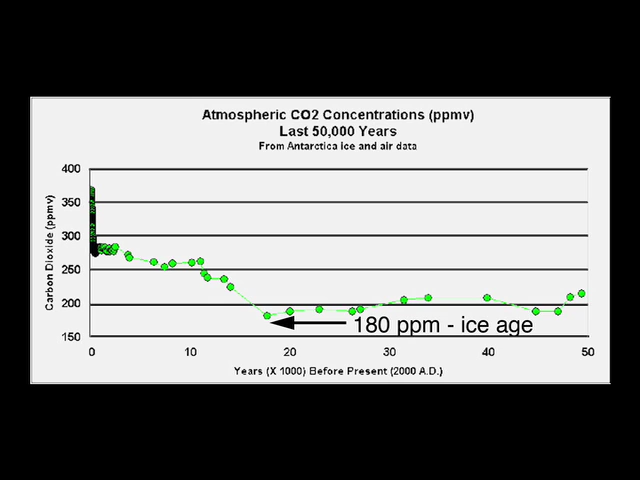 Atmospheric CO2 Concentrations (ppmv)
Last 50,000 Years
From Antarctica ice and air data
Carbon Dioxide (ppmv)
400
350
300
250
200
150
180 ppm - ice age
0 10 20 30 40 50
Years (X 1000) Before Present (2000 A.D.)